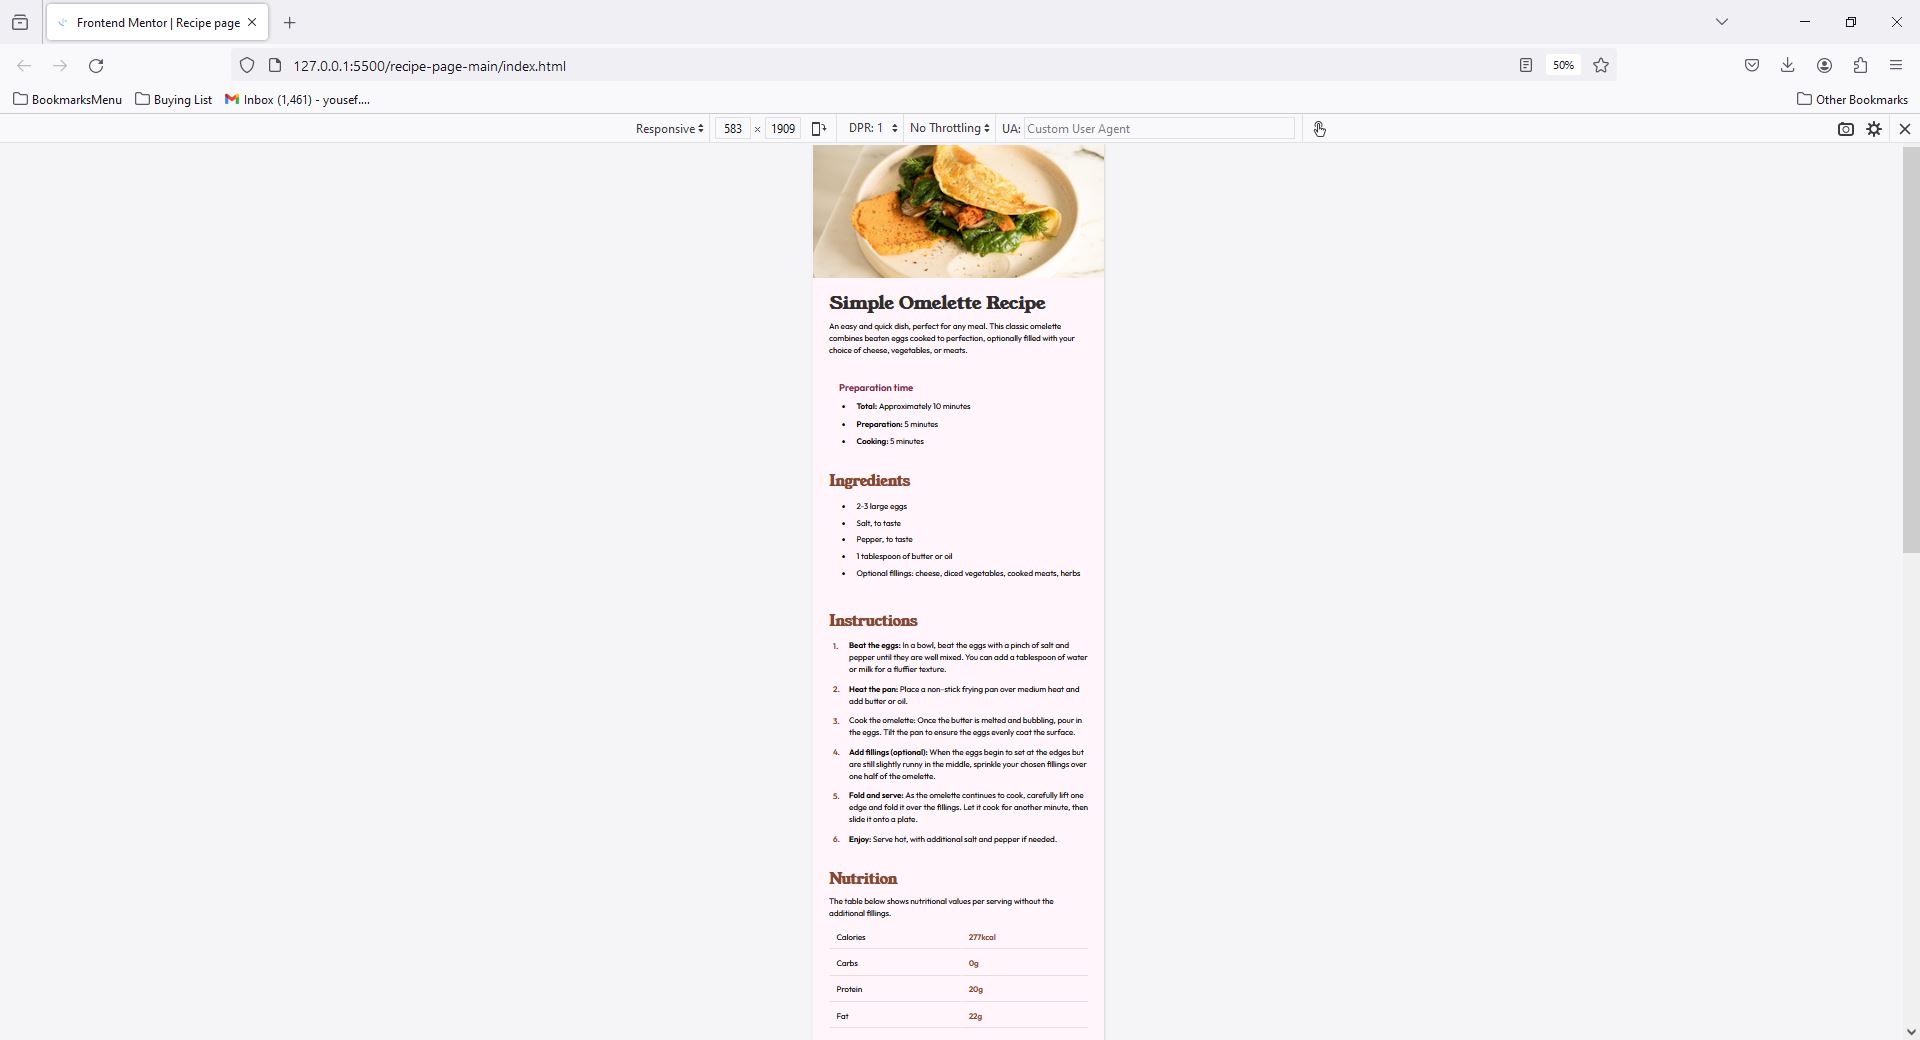 Frontend Mentor | Recipe page
127.0.0.1:5500/recipe-page-main/index.html
50%
BookmarksMenu
Buying List
Inbox (1,461) - yousef....
Other Bookmarks
Responsive
583 × 1909
DPR: 1
No Throttling
UA: Custom User Agent
Simple Omelette Recipe
An easy and quick dish, perfect for any meal. This classic omelette
combines beaten eggs cooked to perfection, optionally filled with your
choice of cheese, vegetables, or meats.
Preparation time
• Total: Approximately 10 minutes
• Preparation: 5 minutes
• Cooking: 5 minutes
Ingredients
• 2-3 large eggs
• Salt, to taste
• Pepper, to taste
• 1 tablespoon of butter or oil
• Optional fillings: cheese, diced vegetables, cooked meats, herbs
Instructions
1. Beat the eggs: In a bowl, beat the eggs with a pinch of salt and
pepper until they are well mixed. You can add a tablespoon of water
or milk for a fluffier texture.
2. Heat the pan: Place a non-stick frying pan over medium heat and
add butter or oil.
3. Cook the omelette: Once the butter is melted and bubbling, pour in
the eggs. Tilt the pan to ensure the eggs evenly coat the surface.
4. Add fillings (optional): When the eggs begin to set at the edges but
are still slightly runny in the middle, sprinkle your chosen fillings over
one half of the omelette.
5. Fold and serve: As the omelette continues to cook, carefully lift one
edge and fold it over the fillings. Let it cook for another minute, then
slide it onto a plate.
6. Enjoy: Serve hot, with additional salt and pepper if needed.
Nutrition
The table below shows nutritional values per serving without the
additional fillings.
Calories 277kcal
Carbs 0g
Protein 20g
Fat 22g